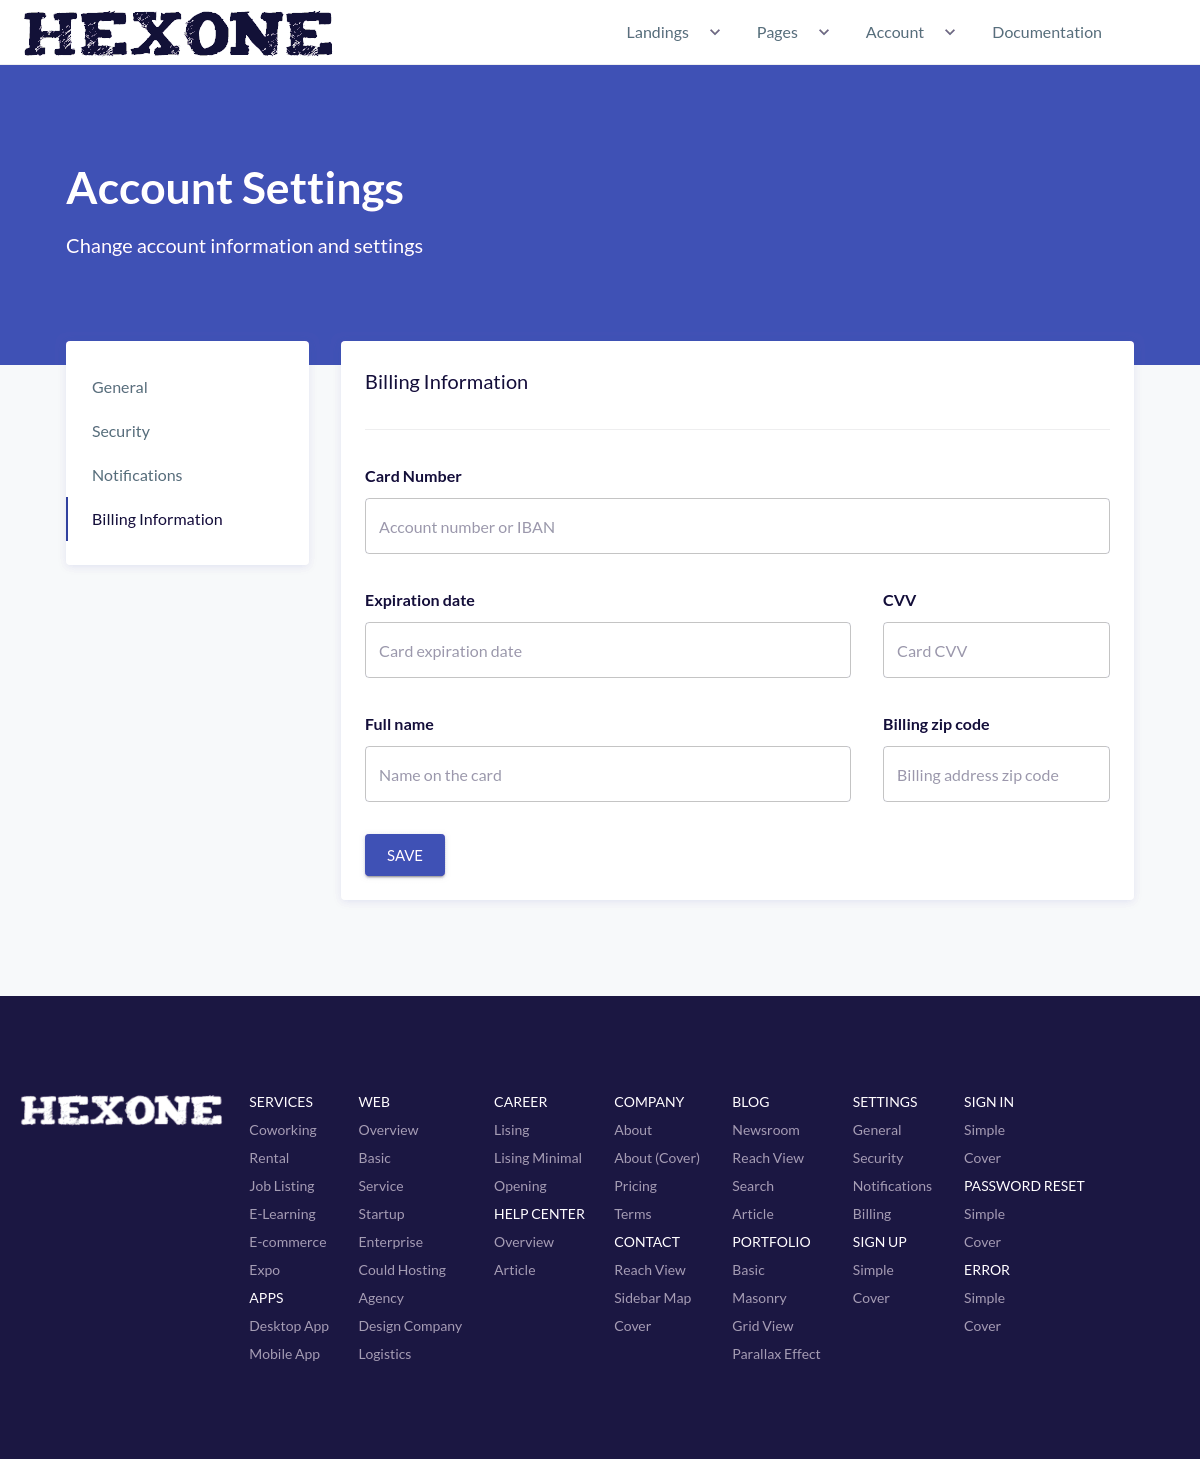 HEXONE
Landings
Pages
Account
Documentation
Account Settings
Change account information and settings
General
Security
Notifications
Billing Information
Billing Information
Card Number
Account number or IBAN
Expiration date
CVV
Card expiration date
Card CVV
Full name
Billing zip code
Name on the card
Billing address zip code
SAVE
HEXONE
SERVICES
Coworking
Rental
Job Listing
E-Learning
E-commerce
Expo
APPS
Desktop App
Mobile App
WEB
Overview
Basic
Service
Startup
Enterprise
Could Hosting
Agency
Design Company
Logistics
CAREER
Lising
Lising Minimal
Opening
HELP CENTER
Overview
Article
COMPANY
About
About (Cover)
Pricing
Terms
CONTACT
Reach View
Sidebar Map
Cover
BLOG
Newsroom
Reach View
Search
Article
PORTFOLIO
Basic
Masonry
Grid View
Parallax Effect
SETTINGS
General
Security
Notifications
Billing
SIGN UP
Simple
Cover
SIGN IN
Simple
Cover
PASSWORD RESET
Simple
Cover
ERROR
Simple
Cover